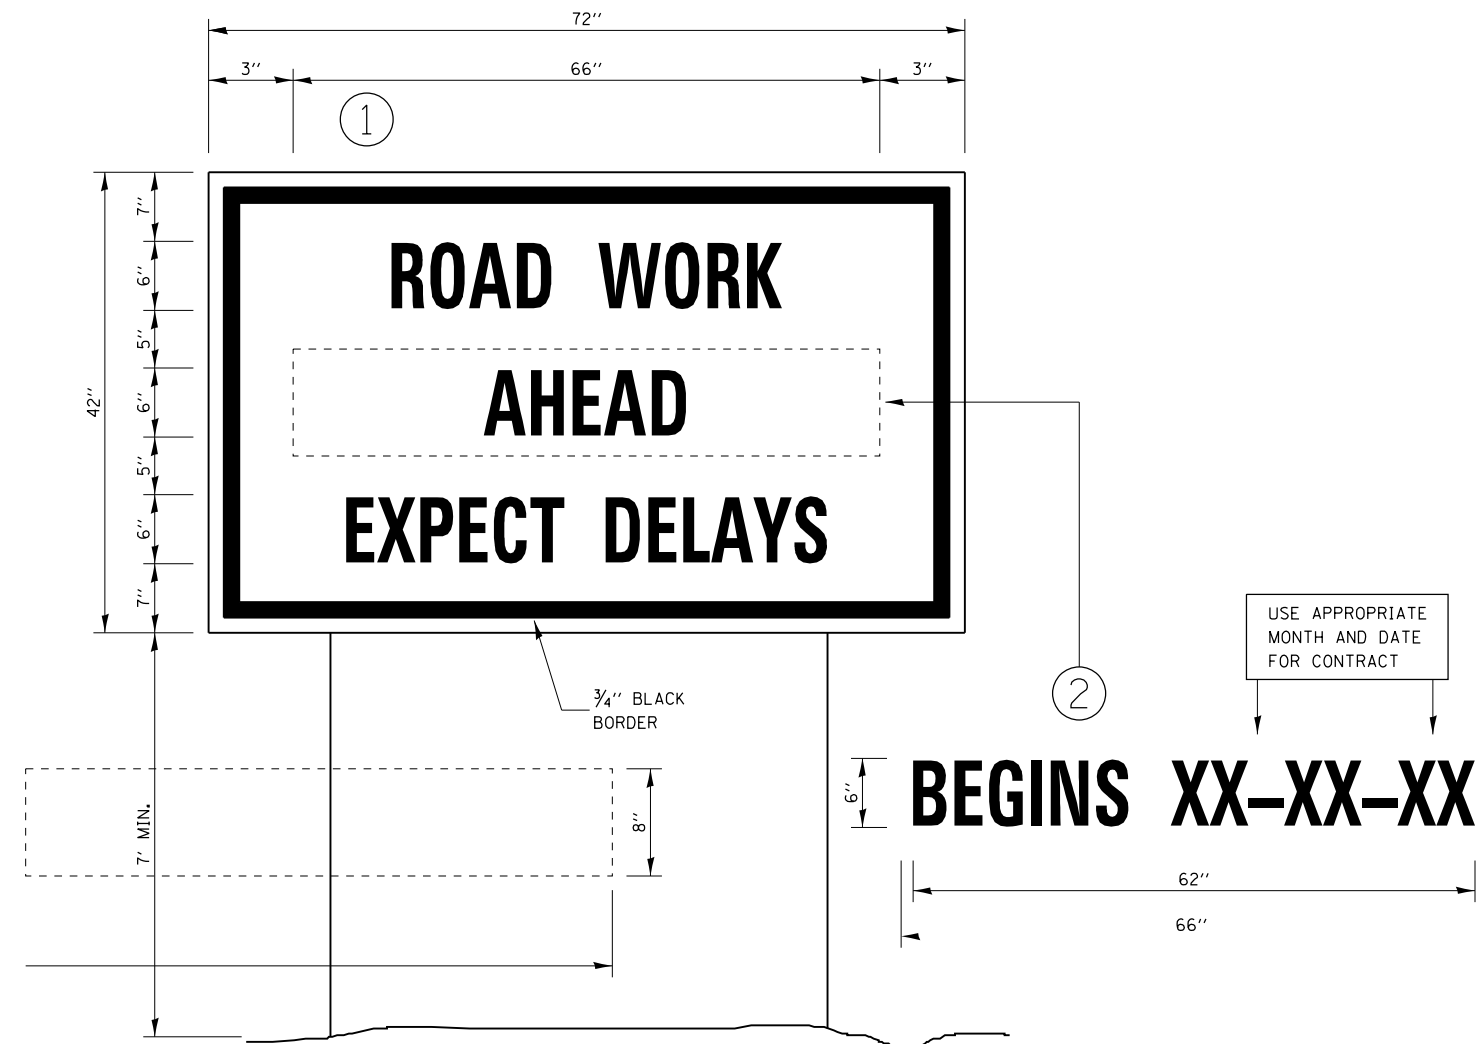 72''
3'' 66'' 3''
1
42''
7''
6''
5''
6''
5''
6''
7''
ROAD WORK
AHEAD
EXPECT DELAYS
¾'' BLACK
BORDER
2
USE APPROPRIATE
MONTH AND DATE
FOR CONTRACT
7' MIN.
8''
6''
BEGINS XX-XX-XX
62''
66''